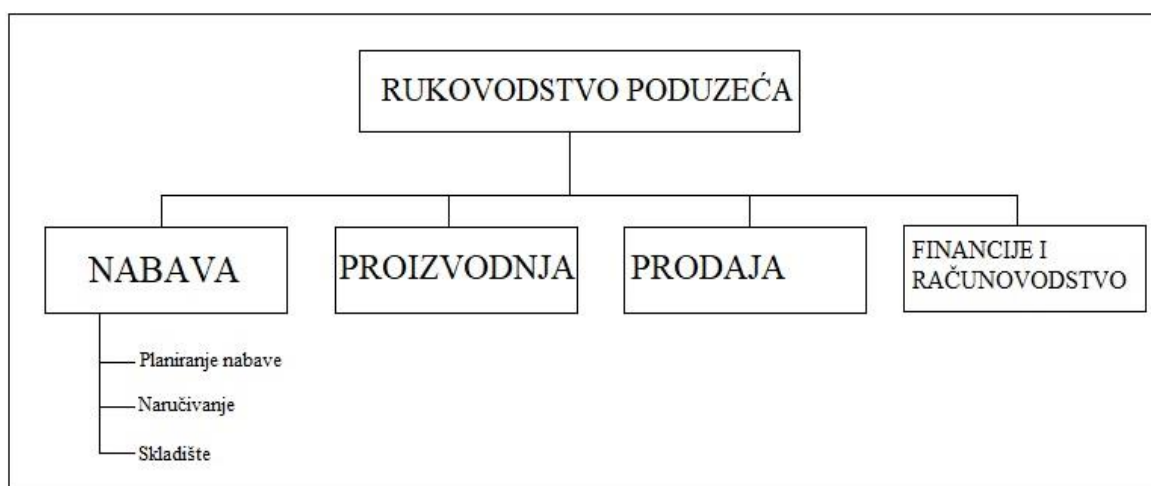 RUKOVODSTVO PODUZEĆA
NABAVA
PROIZVODNJA
PRODAJA
FINANCIJE I
RAČUNOVODSTVO
Planiranje nabave
Naručivanje
Skladište